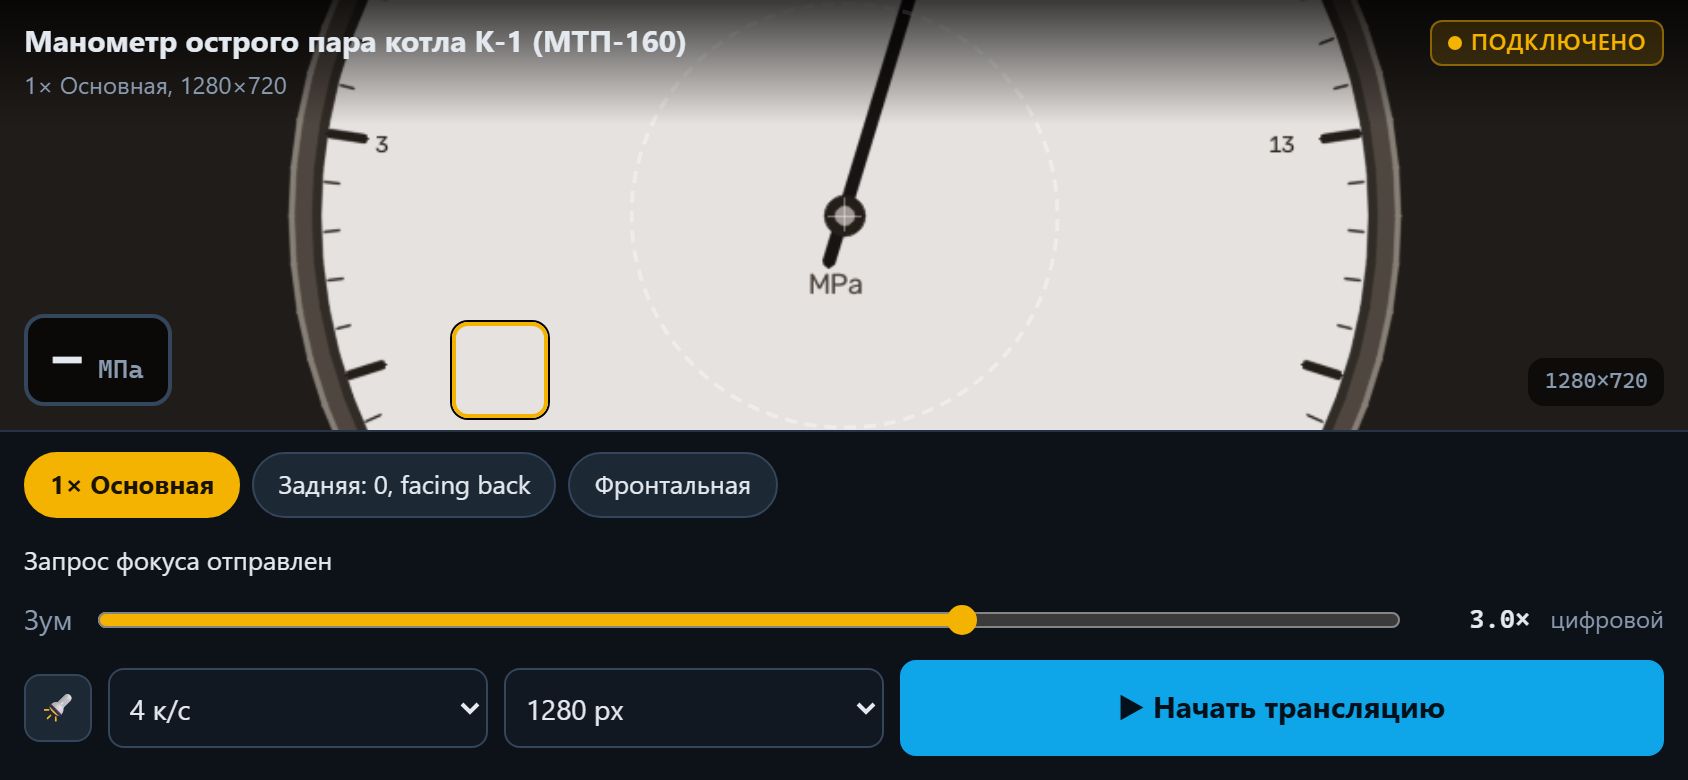 Манометр острого пара котла К-1 (МТП-160)
ПОДКЛЮЧЕНО
1× Основная, 1280×720
3
13
MPa
– МПа
1280×720
1× Основная
Задняя: 0, facing back
Фронтальная
Запрос фокуса отправлен
Зум
3.0×
цифровой
4 к/с
1280 px
▶ Начать трансляцию